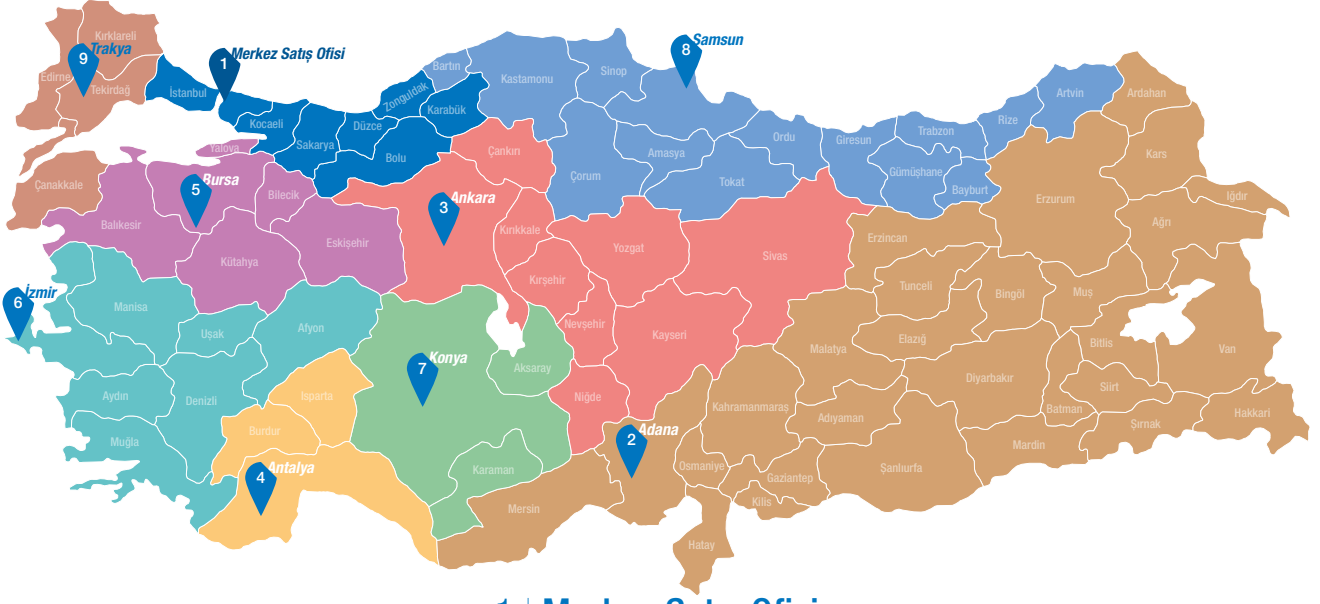 Kırklareli
9
Trakya
Edirne
Tekirdağ
1
Merkez Satış Ofisi
İstanbul
Kocaeli
Yalova
Sakarya
Düzce
Zonguldak
Bartın
Karabük
Bolu
Kastamonu
Sinop
8
Samsun
Çankırı
Çorum
Amasya
Tokat
Ordu
Giresun
Trabzon
Gümüşhane
Bayburt
Rize
Artvin
Ardahan
Kars
Iğdır
Ağrı
Erzurum
Çanakkale
Balıkesir
5
Bursa
Bilecik
Kütahya
Eskişehir
3
Ankara
Kırıkkale
Kırşehir
Yozgat
Sivas
Erzincan
Tunceli
Bingöl
Muş
6
İzmir
Manisa
Uşak
Afyon
Nevşehir
Kayseri
Malatya
Elazığ
Bitlis
Van
Aydın
Denizli
Isparta
7
Konya
Aksaray
Niğde
Kahramanmaraş
Adıyaman
Diyarbakır
Batman
Siirt
Şırnak
Hakkari
Muğla
Burdur
4
Antalya
Karaman
2
Adana
Osmaniye
Gaziantep
Şanlıurfa
Mardin
Mersin
Kilis
Hatay
1 | Merkez Satış Ofisi